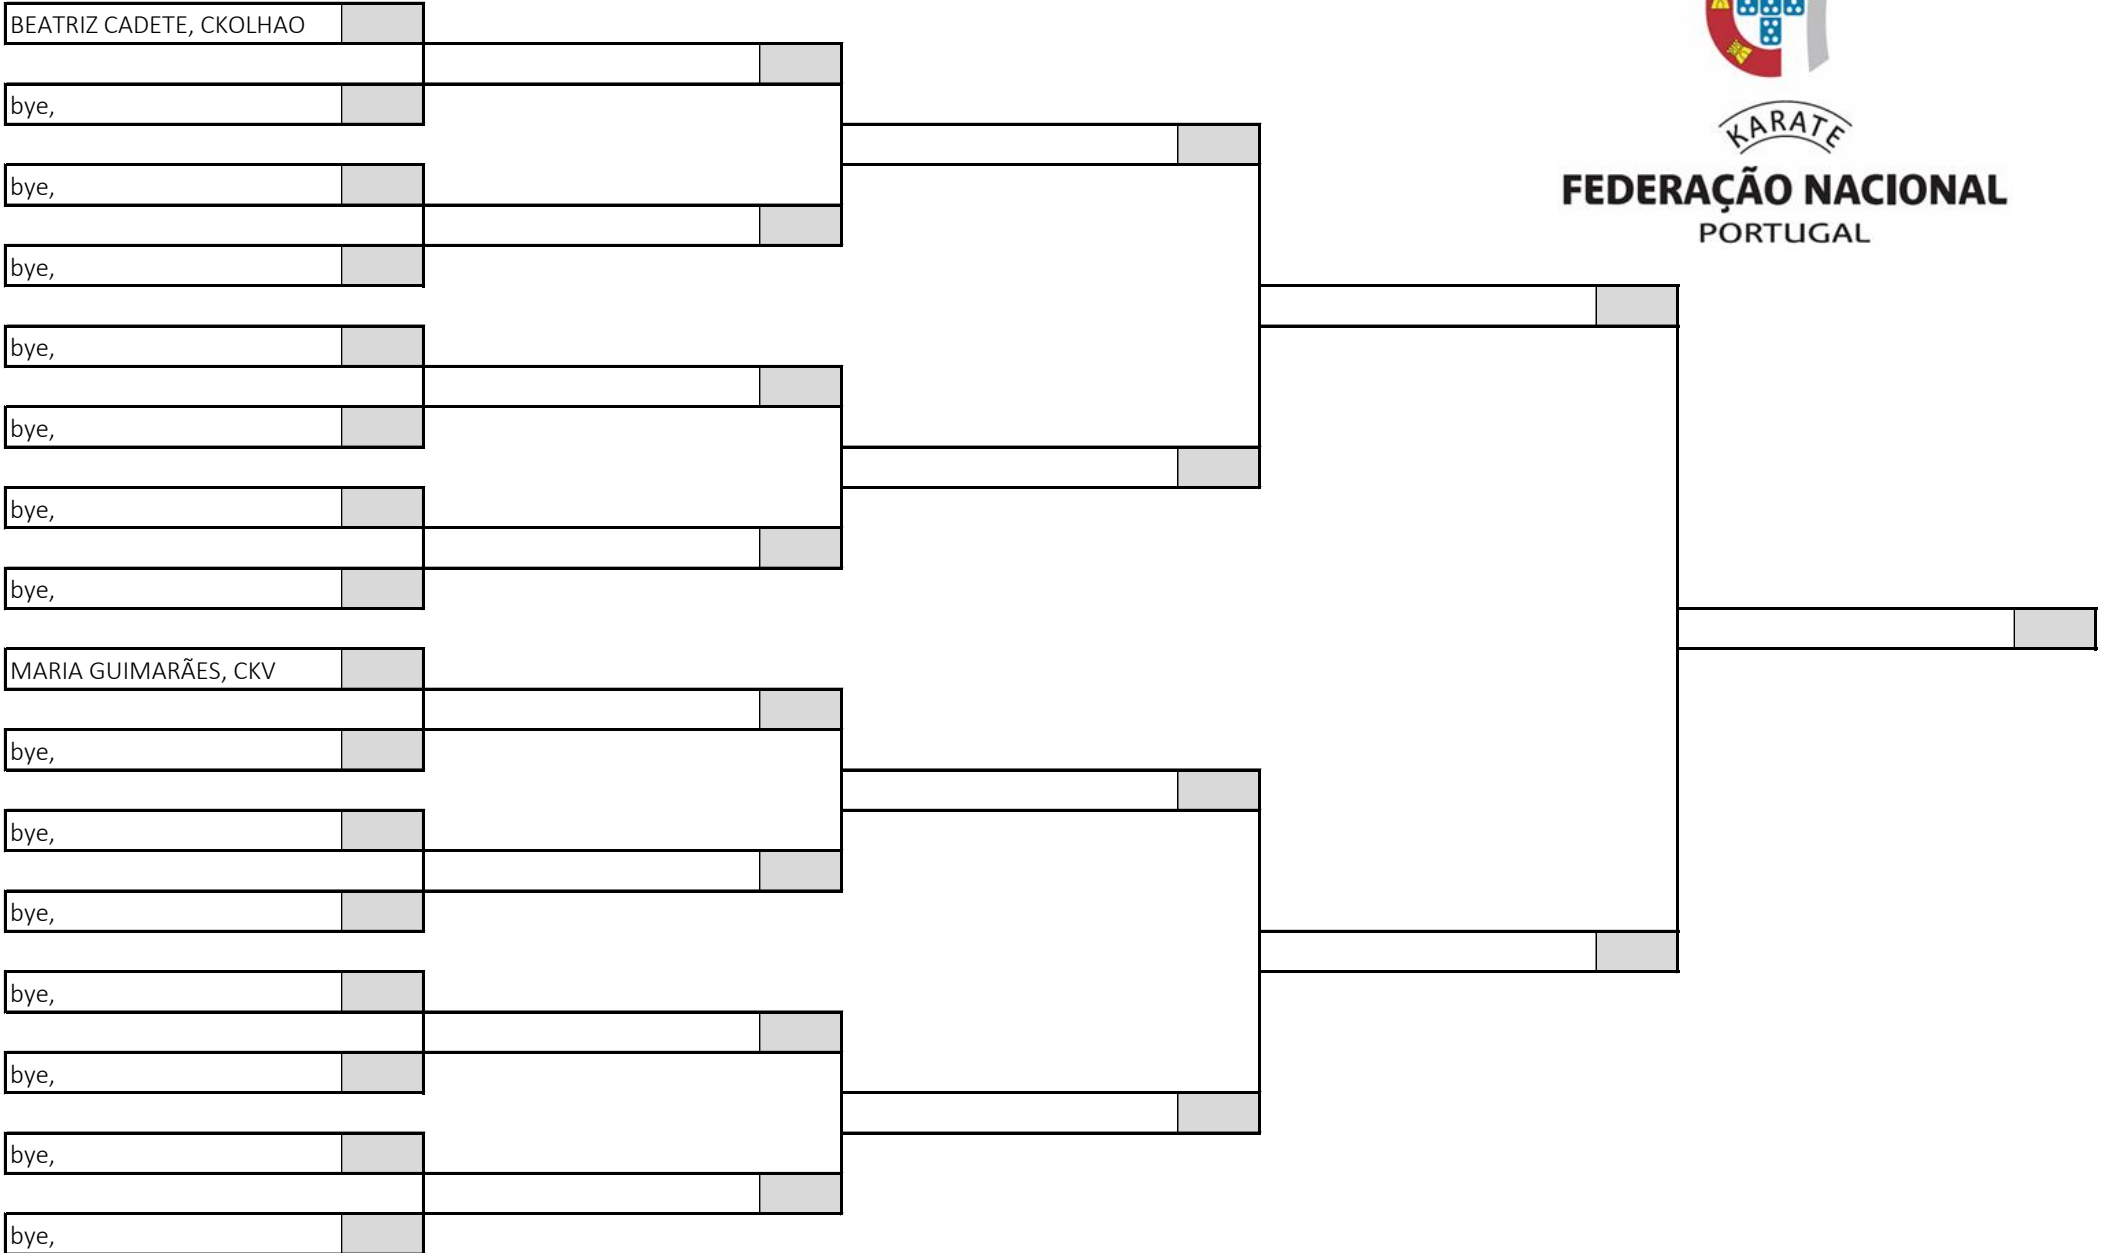 BEATRIZ CADETE, CKOLHAO
bye,
bye,
bye,
bye,
bye,
bye,
bye,
MARIA GUIMARÃES, CKV
bye,
bye,
bye,
bye,
bye,
bye,
bye,
KARATE
FEDERAÇÃO NACIONAL
PORTUGAL